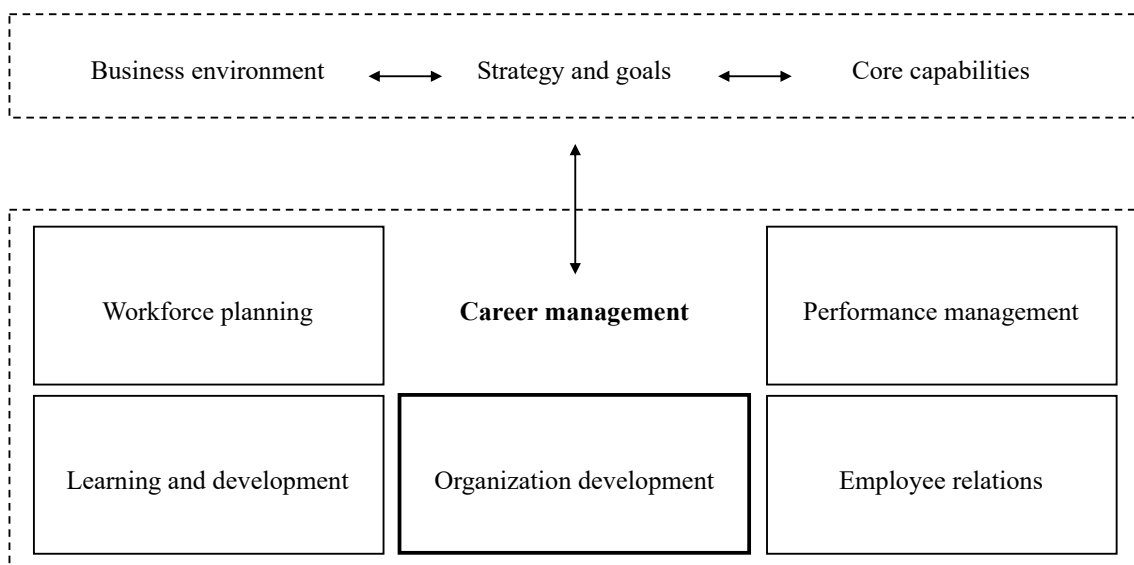 Business environment
Strategy and goals
Core capabilities
Workforce planning
Career management
Performance management
Learning and development
Organization development
Employee relations